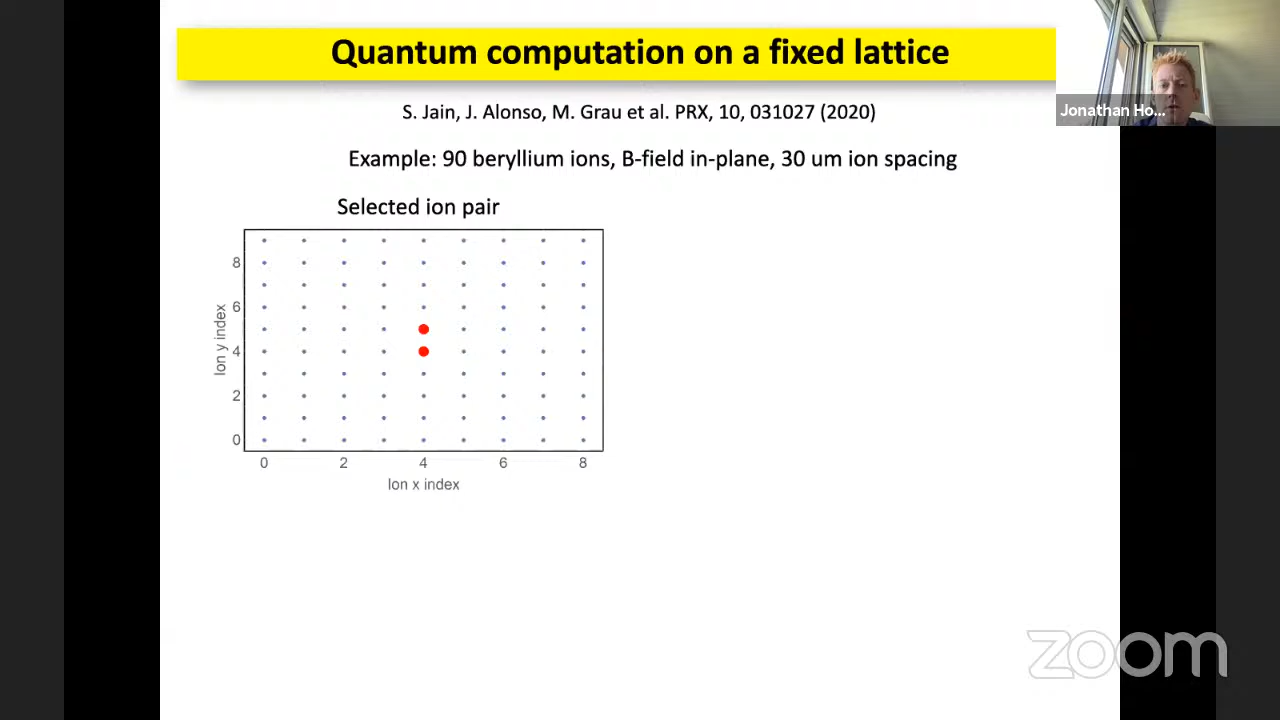 Quantum computation on a fixed lattice
Jonathan Ho...
S. Jain, J. Alonso, M. Grau et al. PRX, 10, 031027 (2020)
Example: 90 beryllium ions, B-field in-plane, 30 um ion spacing
Selected ion pair
8
6
4
2
0
Ion y index
0 2 4 6 8
Ion x index
zoom